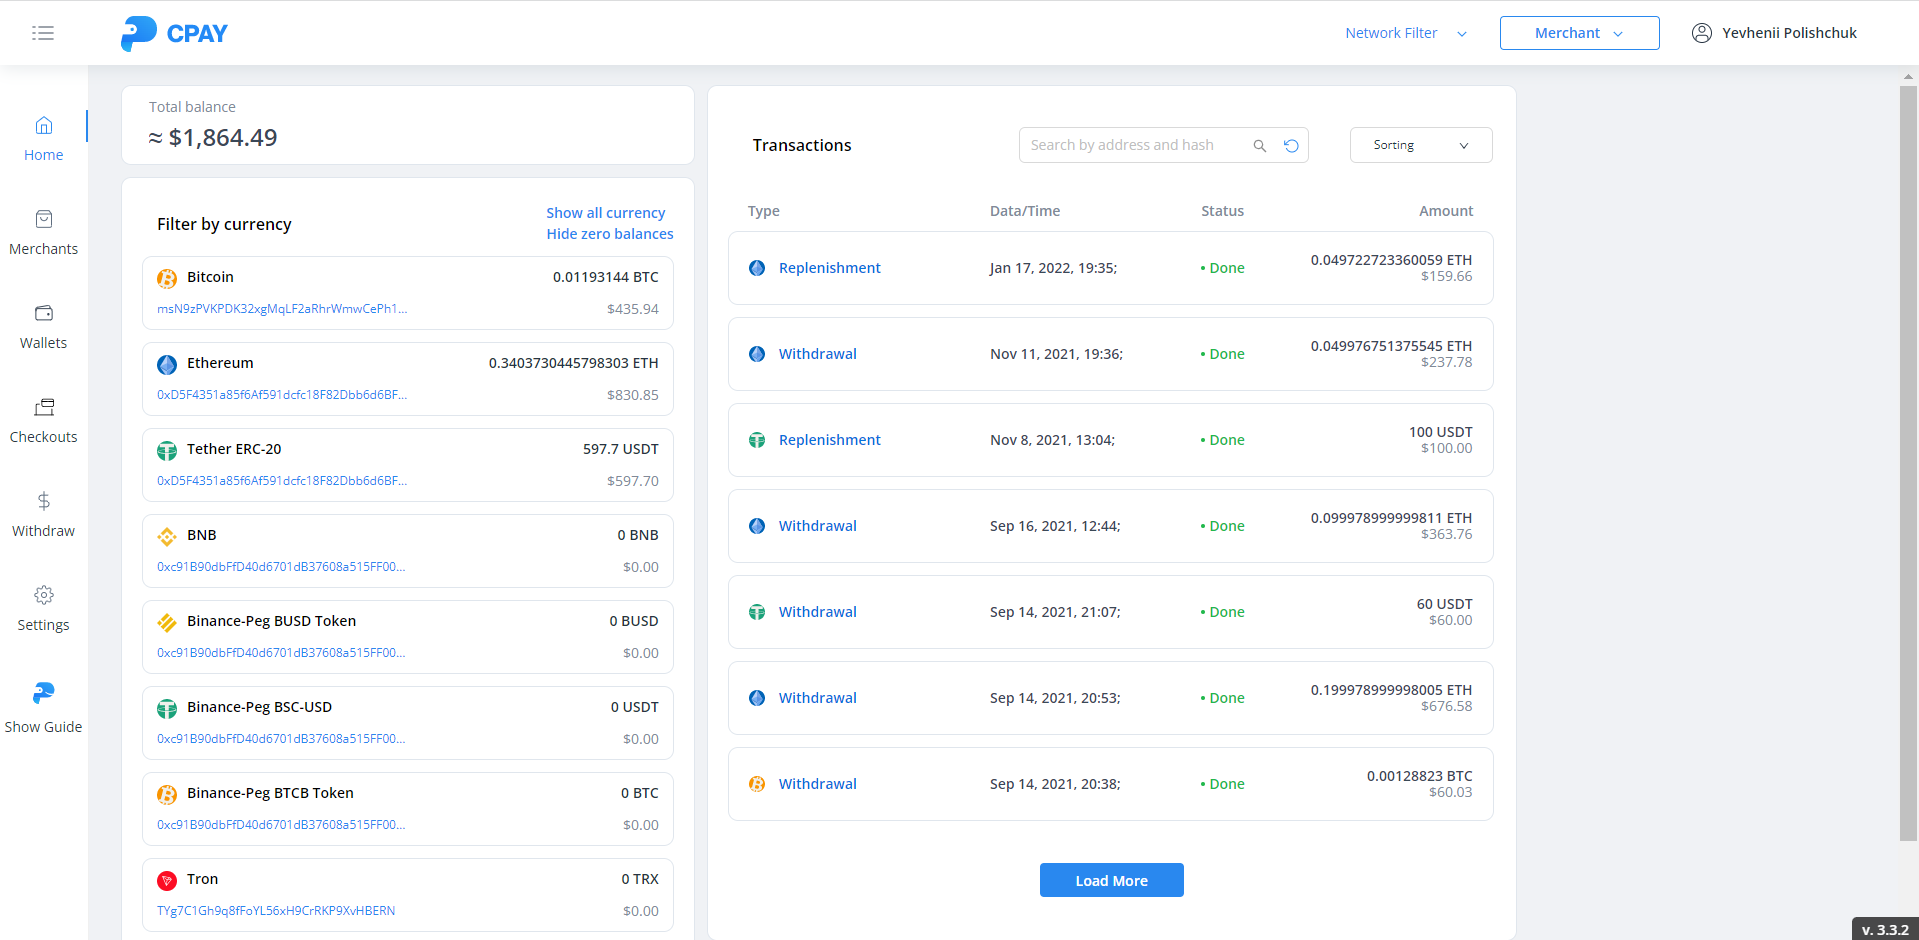 CPAY
Network Filter
Merchant
Yevhenii Polishchuk
Home
Merchants
Wallets
Checkouts
Withdraw
Settings
Show Guide
Total balance
≈ $1,864.49
Filter by currency
Show all currency
Hide zero balances
Bitcoin 0.01193144 BTC
msN9zPVKPDK32xgMqLF2aRhrWmwCePh1... $435.94
Ethereum 0.3403730445798303 ETH
0xD5F4351a85f6Af591dcfc18F82Dbb6d6BF... $830.85
Tether ERC-20 597.7 USDT
0xD5F4351a85f6Af591dcfc18F82Dbb6d6BF... $597.70
BNB 0 BNB
0xc91B90dbFfD40d6701dB37608a515FF00... $0.00
Binance-Peg BUSD Token 0 BUSD
0xc91B90dbFfD40d6701dB37608a515FF00... $0.00
Binance-Peg BSC-USD 0 USDT
0xc91B90dbFfD40d6701dB37608a515FF00... $0.00
Binance-Peg BTCB Token 0 BTC
0xc91B90dbFfD40d6701dB37608a515FF00... $0.00
Tron 0 TRX
TYg7C1Gh9q8fFoYL56xH9CrRKP9XvHBERN $0.00
Transactions
Search by address and hash
Sorting
Type Data/Time Status Amount
Replenishment Jan 17, 2022, 19:35; • Done 0.049722723360059 ETH
$159.66
Withdrawal Nov 11, 2021, 19:36; • Done 0.049976751375545 ETH
$237.78
Replenishment Nov 8, 2021, 13:04; • Done 100 USDT
$100.00
Withdrawal Sep 16, 2021, 12:44; • Done 0.099978999999811 ETH
$363.76
Withdrawal Sep 14, 2021, 21:07; • Done 60 USDT
$60.00
Withdrawal Sep 14, 2021, 20:53; • Done 0.199978999998005 ETH
$676.58
Withdrawal Sep 14, 2021, 20:38; • Done 0.00128823 BTC
$60.03
Load More
v. 3.3.2